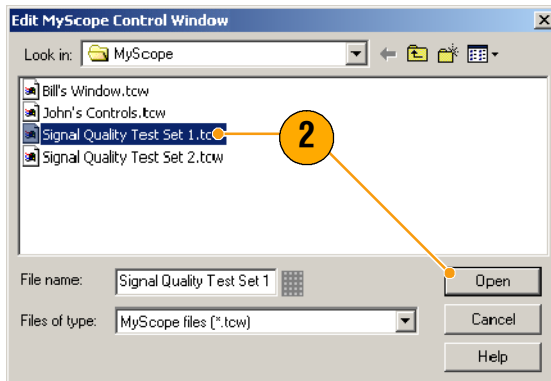 Edit MyScope Control Window
Look in: MyScope
Bill's Window.tcw
John's Controls.tcw
Signal Quality Test Set 1.tcw
2
Signal Quality Test Set 2.tcw
File name: Signal Quality Test Set 1 Open
Files of type: MyScope files (*.tcw) Cancel
Help